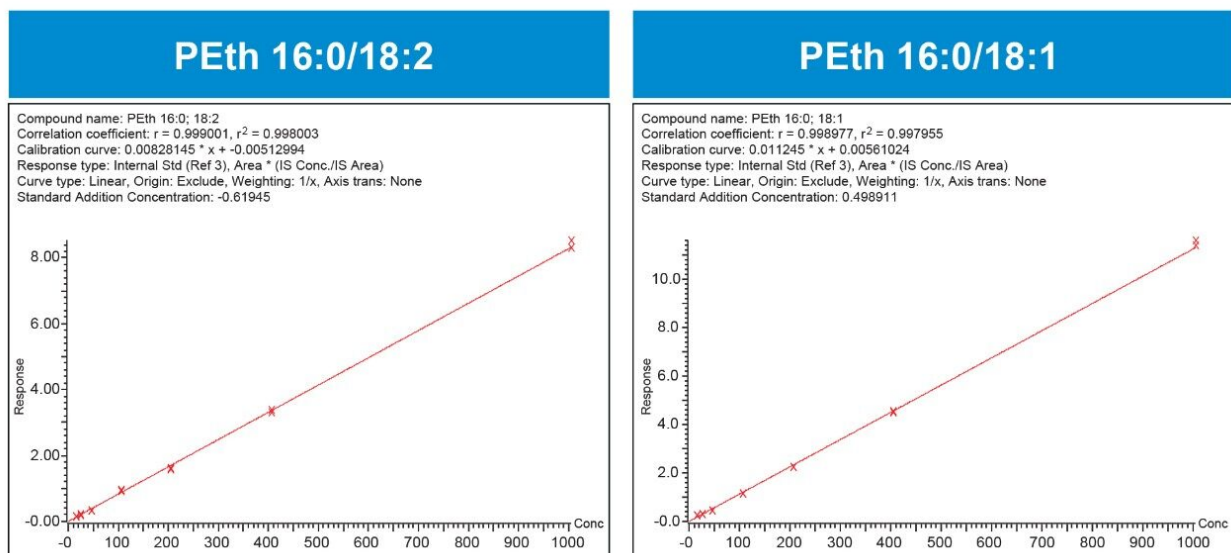 PEth 16:0/18:2
Compound name: PEth 16:0; 18:2
Correlation coefficient: r = 0.999001, r² = 0.998003
Calibration curve: 0.00828145 * x + -0.00512994
Response type: Internal Std (Ref 3), Area * (IS Conc./IS Area)
Curve type: Linear, Origin: Exclude, Weighting: 1/x, Axis trans: None
Standard Addition Concentration: -0.61945
8.00
6.00
Response
4.00
2.00
-0.00
Conc
-0 100 200 300 400 500 600 700 800 900 1000
PEth 16:0/18:1
Compound name: PEth 16:0; 18:1
Correlation coefficient: r = 0.998977, r² = 0.997955
Calibration curve: 0.011245 * x + 0.00561024
Response type: Internal Std (Ref 3), Area * (IS Conc./IS Area)
Curve type: Linear, Origin: Exclude, Weighting: 1/x, Axis trans: None
Standard Addition Concentration: 0.498911
10.0
8.0
6.0
Response
4.0
2.0
-0.0
Conc
-0 100 200 300 400 500 600 700 800 900 1000